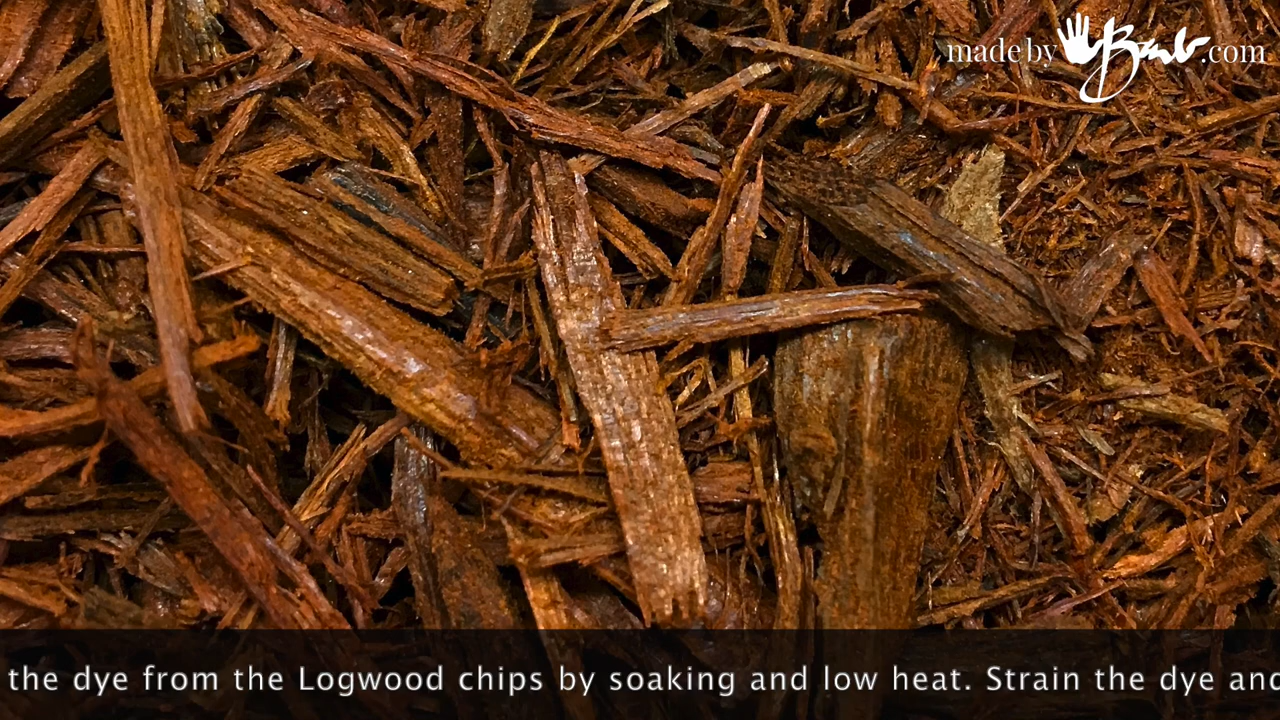 made by Barb.com
the dye from the Logwood chips by soaking and low heat. Strain the dye and